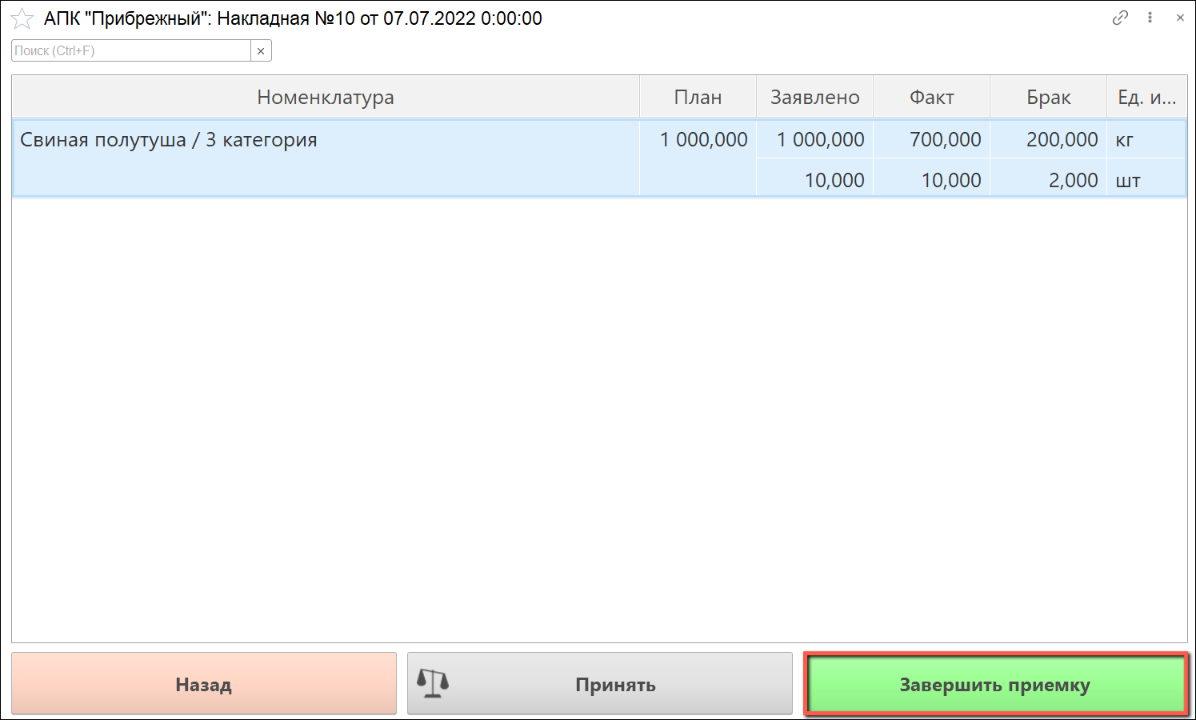 АПК "Прибрежный": Накладная №10 от 07.07.2022 0:00:00
Поиск (Ctrl+F)
Номенклатура План Заявлено Факт Брак Ед. и...
Свиная полутуша / 3 категория 1 000,000 1 000,000 700,000 200,000 кг
10,000 10,000 2,000 шт
Назад Принять Завершить приемку